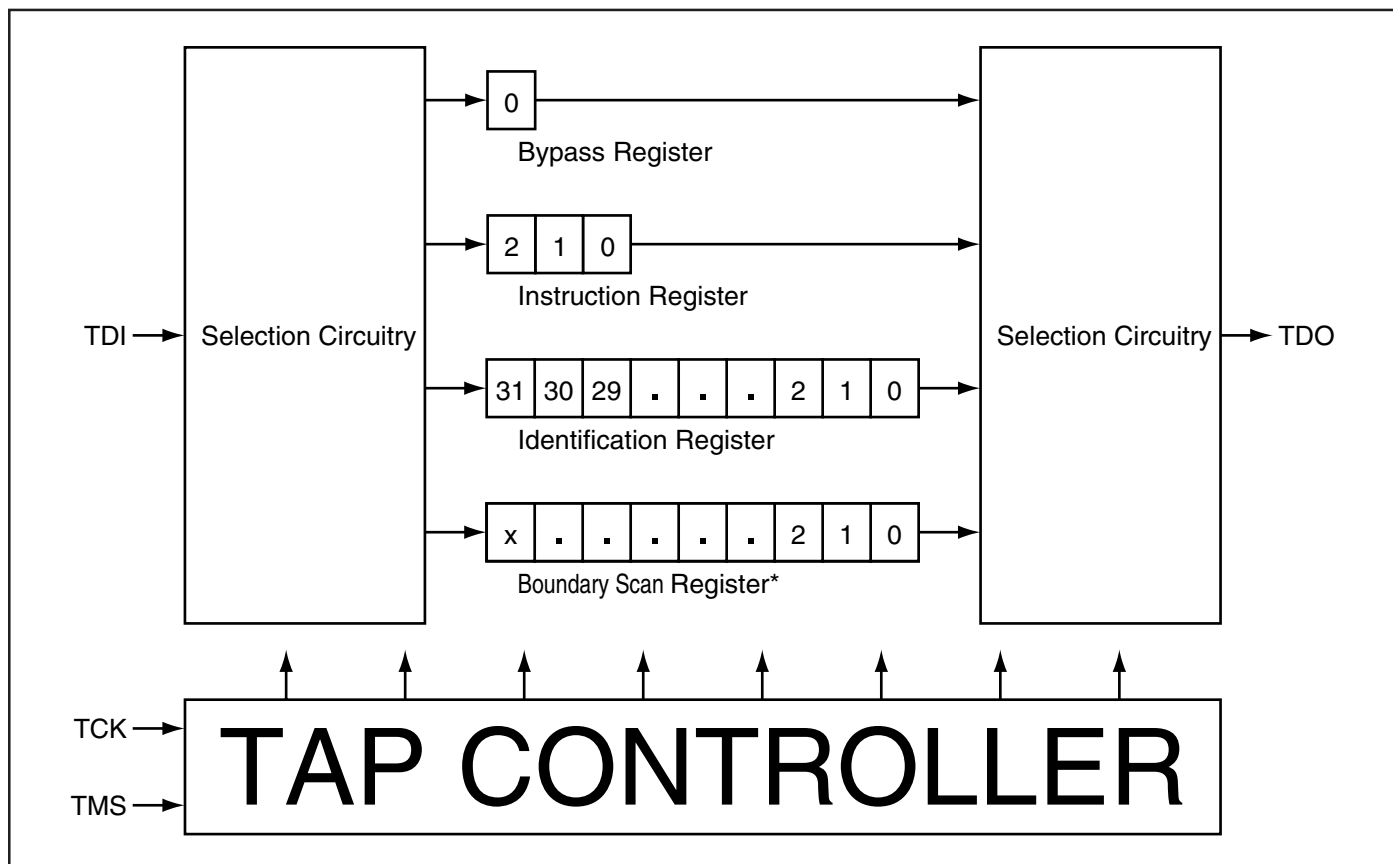 0
Bypass Register
2 1 0
Instruction Register
TDI
Selection Circuitry
Selection Circuitry
TDO
31 30 29 . . . 2 1 0
Identification Register
x . . . . . 2 1 0
Boundary Scan Register*
TCK
TMS
TAP CONTROLLER